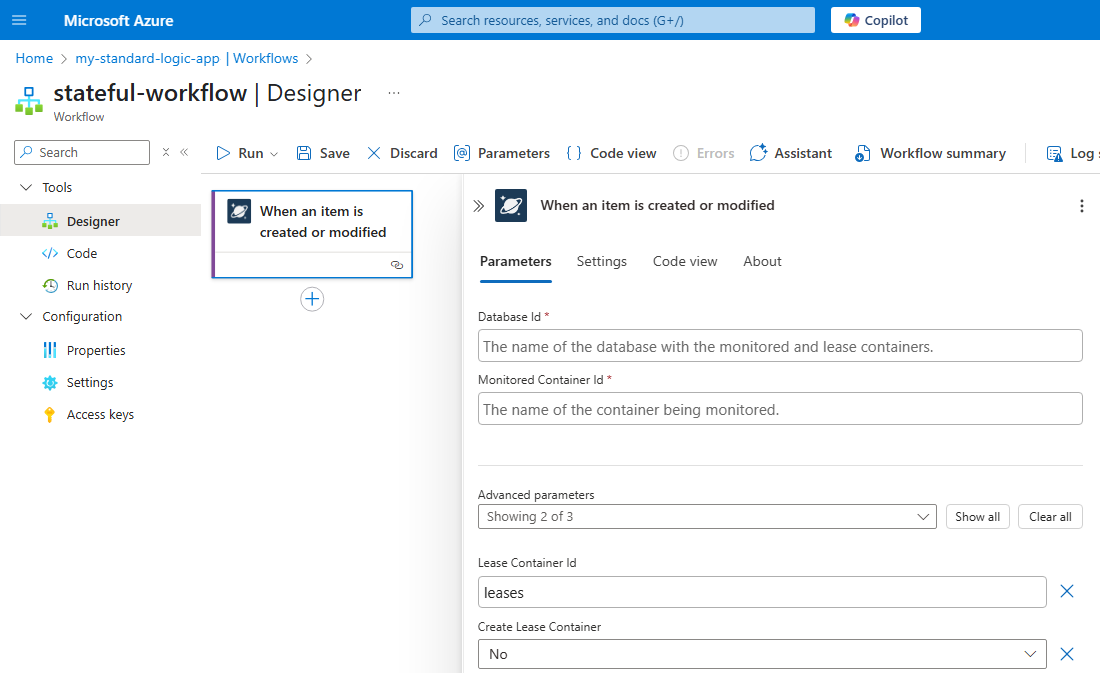 Microsoft Azure
Search resources, services, and docs (G+/)
Copilot
Home > my-standard-logic-app | Workflows >
stateful-workflow | Designer ...
Workflow
Search
Run
Save
Discard
Parameters
Code view
Errors
Assistant
Workflow summary
Log s
Tools
Designer
Code
Run history
Configuration
Properties
Settings
Access keys
When an item is
created or modified
When an item is created or modified
Parameters
Settings
Code view
About
Database Id *
The name of the database with the monitored and lease containers.
Monitored Container Id *
The name of the container being monitored.
Advanced parameters
Showing 2 of 3
Show all
Clear all
Lease Container Id
leases
Create Lease Container
No